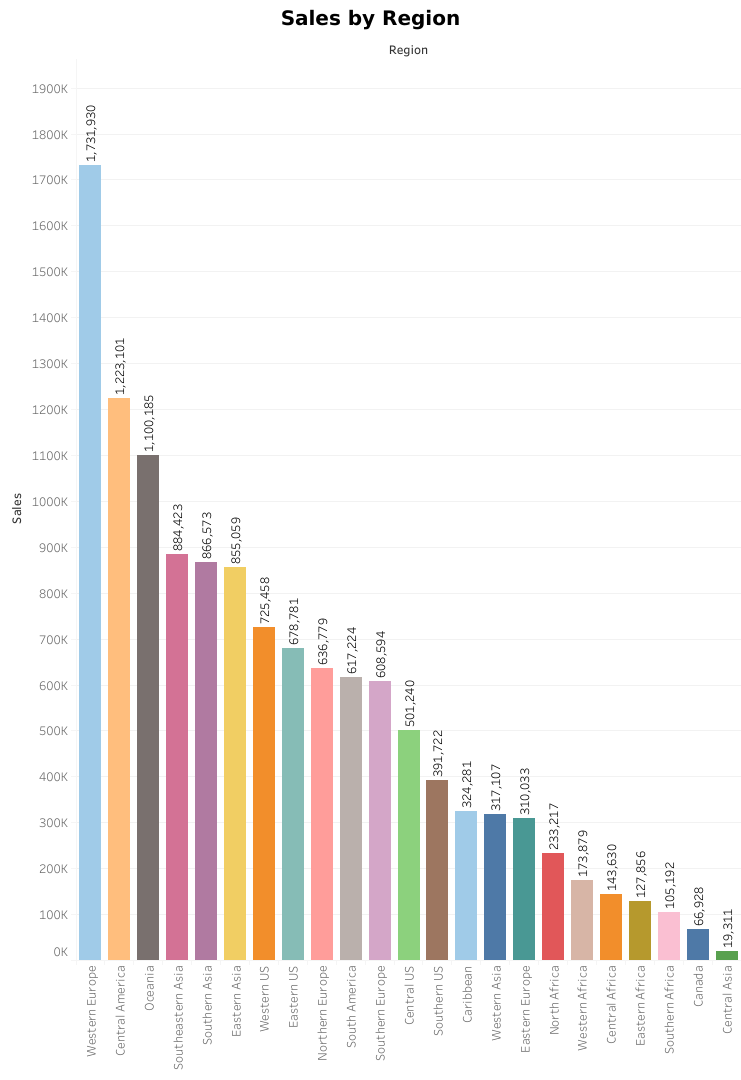 Sales by Region
Region
Sales
1900K
1800K
1700K
1600K
1500K
1400K
1300K
1200K
1100K
1000K
900K
800K
700K
600K
500K
400K
300K
200K
100K
0K
1,731,930
1,223,101
1,100,185
884,423
866,573
855,059
725,458
678,781
636,779
617,224
608,594
501,240
391,722
324,281
317,107
310,033
233,217
173,879
143,630
127,856
105,192
66,928
19,311
Western Europe
Central America
Oceania
Southeastern Asia
Southern Asia
Eastern Asia
Western US
Eastern US
Northern Europe
South America
Southern Europe
Central US
Southern US
Caribbean
Western Asia
Eastern Europe
North Africa
Western Africa
Central Africa
Eastern Africa
Southern Africa
Canada
Central Asia